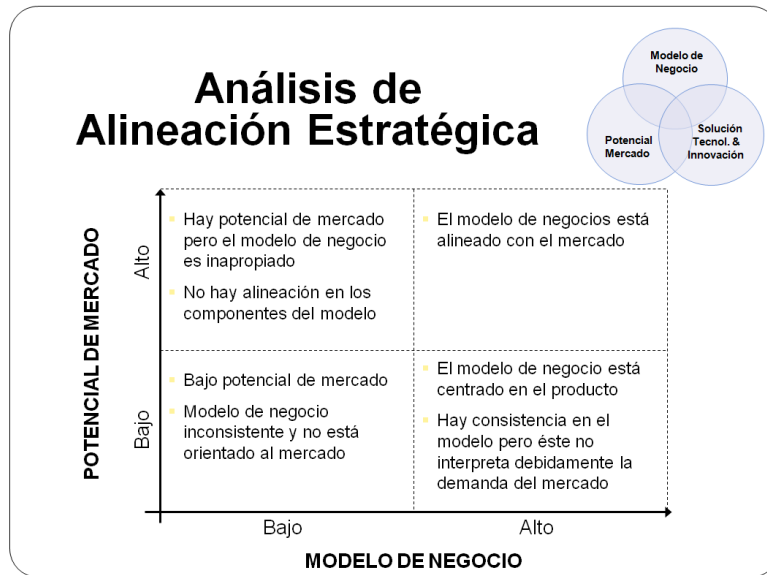 Análisis de
Alineación Estratégica
Modelo de
Negocio
Potencial
Mercado
Solución
Tecnol. &
Innovación
POTENCIAL DE MERCADO
Alto
Bajo
Hay potencial de mercado
pero el modelo de negocio
es inapropiado
No hay alineación en los
componentes del modelo
El modelo de negocios está
alineado con el mercado
Bajo potencial de mercado
Modelo de negocio
inconsistente y no está
orientado al mercado
El modelo de negocio está
centrado en el producto
Hay consistencia en el
modelo pero éste no
interpreta debidamente la
demanda del mercado
Bajo
Alto
MODELO DE NEGOCIO